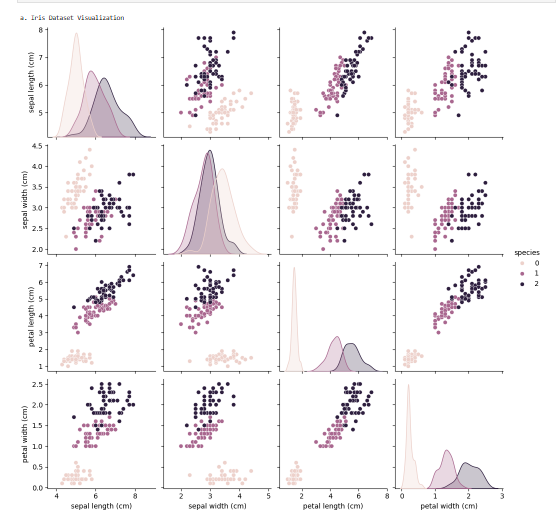 a. Iris Dataset Visualization
8
7
6
5
sepal length (cm)
4.5
4.0
3.5
3.0
2.5
2.0
sepal width (cm)
species
0
1
2
7
6
5
4
3
2
1
petal length (cm)
2.5
2.0
1.5
1.0
0.5
0.0
petal width (cm)
4 6 8
2 3 4 5
2 4 6 8
0 1 2 3
sepal length (cm) sepal width (cm) petal length (cm) petal width (cm)